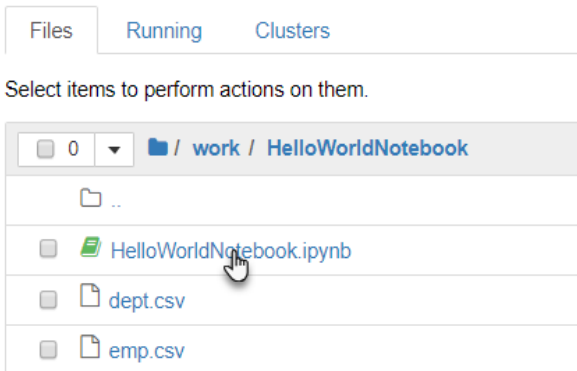 Files Running Clusters
Select items to perform actions on them.
0 / work / HelloWorldNotebook
..
HelloWorldNotebook.ipynb
dept.csv
emp.csv